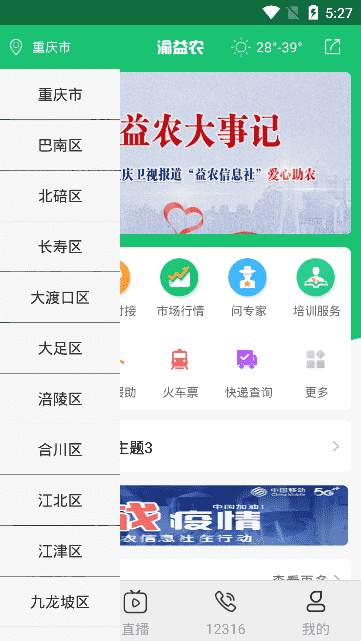 5:27
重庆市
渝益农
28°-39°
重庆市
巴南区
北碚区
长寿区
大渡口区
大足区
涪陵区
合川区
江北区
江津区
九龙坡区
益农大事记
庆卫视报道“益农信息社”爱心助农
对接
市场行情
问专家
培训服务
援助
火车票
快递查询
更多
主题3
中国移动
China Mobile
5G
中国加油!
战疫情
农信息社主行动
查看更多
直播
12316
我的